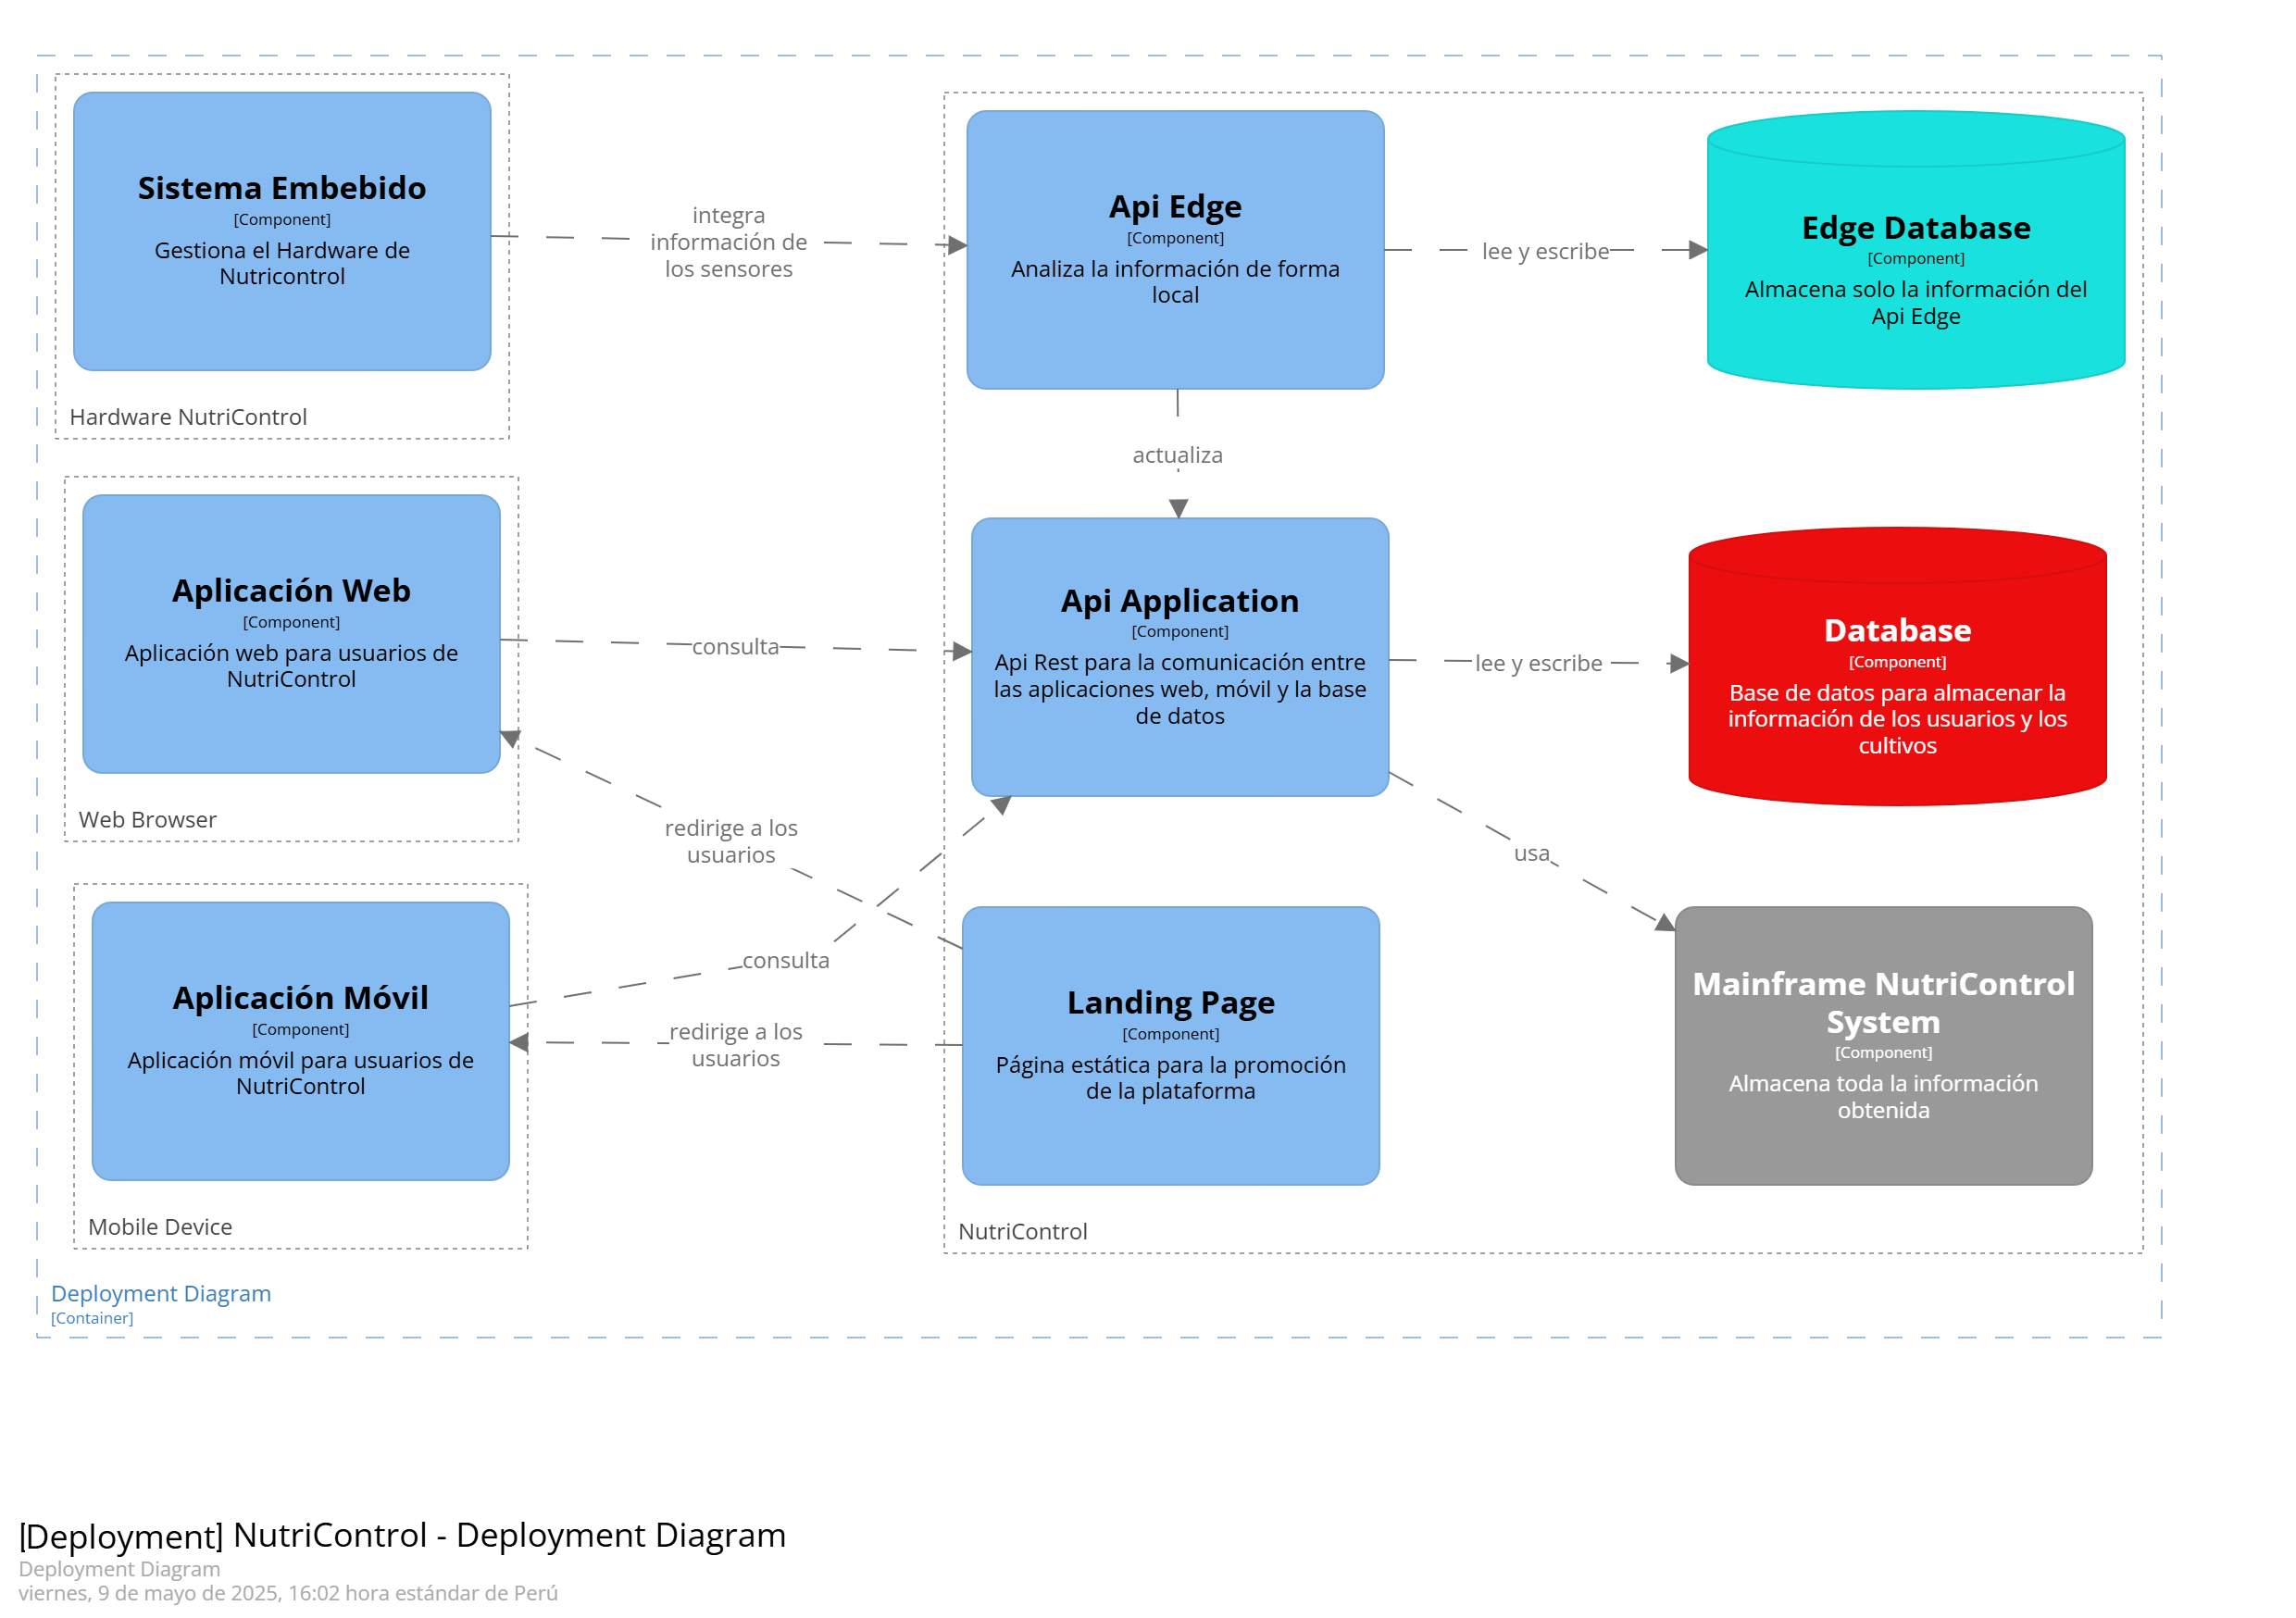 Sistema Embebido
[Component]
Gestiona el Hardware de
Nutricontrol
Hardware NutriControl
integra
información de
los sensores
Api Edge
[Component]
Analiza la información de forma
local
lee y escribe
Edge Database
[Component]
Almacena solo la información del
Api Edge
actualiza
Aplicación Web
[Component]
Aplicación web para usuarios de
NutriControl
Web Browser
consulta
Api Application
[Component]
Api Rest para la comunicación entre
las aplicaciones web, móvil y la base
de datos
lee y escribe
Database
[Component]
Base de datos para almacenar la
información de los usuarios y los
cultivos
redirige a los
usuarios
usa
Aplicación Móvil
[Component]
Aplicación móvil para usuarios de
NutriControl
Mobile Device
consulta
redirige a los
usuarios
Landing Page
[Component]
Página estática para la promoción
de la plataforma
Mainframe NutriControl
System
[Component]
Almacena toda la información
obtenida
NutriControl
Deployment Diagram
[Container]
[Deployment] NutriControl - Deployment Diagram
Deployment Diagram
viernes, 9 de mayo de 2025, 16:02 hora estándar de Perú